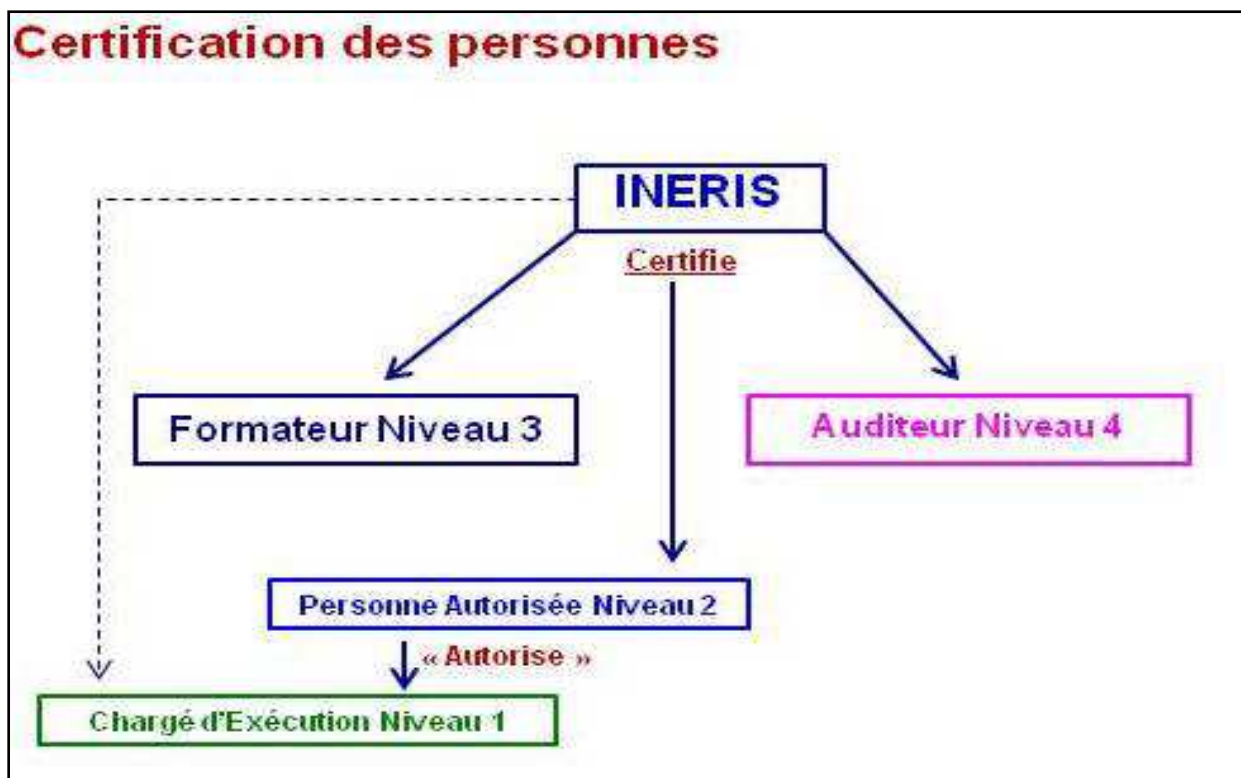 Certification des personnes
INERIS
Certifie
Formateur Niveau 3
Auditeur Niveau 4
Personne Autorisée Niveau 2
« Autorise »
Chargé d'Exécution Niveau 1